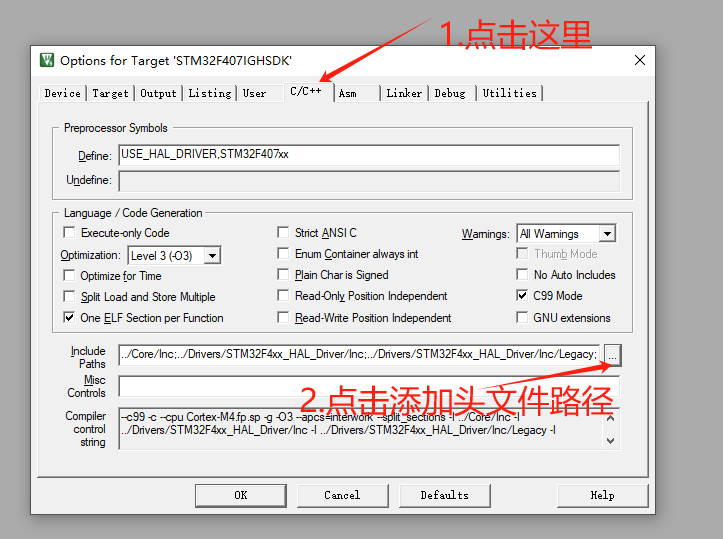 1.点击这里
Options for Target 'STM32F407IGHSDK'
Device Target Output Listing User C/C++ Asm Linker Debug Utilities
Preprocessor Symbols
Define: USE_HAL_DRIVER,STM32F407xx
Undefine:
Language / Code Generation
Execute-only Code
Strict ANSI C
Warnings: All Warnings
Optimization: Level 3 (-O3)
Enum Container always int
Thumb Mode
Optimize for Time
Plain Char is Signed
No Auto Includes
Split Load and Store Multiple
Read-Only Position Independent
C99 Mode
One ELF Section per Function
Read-Write Position Independent
GNU extensions
Include
Paths
../Core/Inc;../Drivers/STM32F4xx_HAL_Driver/Inc;../Drivers/STM32F4xx_HAL_Driver/Inc/Legacy;
...
Misc
Controls
2.点击添加头文件路径
Compiler
control
string
--c99 -c --cpu Cortex-M4.fp.sp -g -O3 --apcs=interwork --split_sections -I ../Core/Inc -I
../Drivers/STM32F4xx_HAL_Driver/Inc -I ../Drivers/STM32F4xx_HAL_Driver/Inc/Legacy -I
OK Cancel Defaults Help